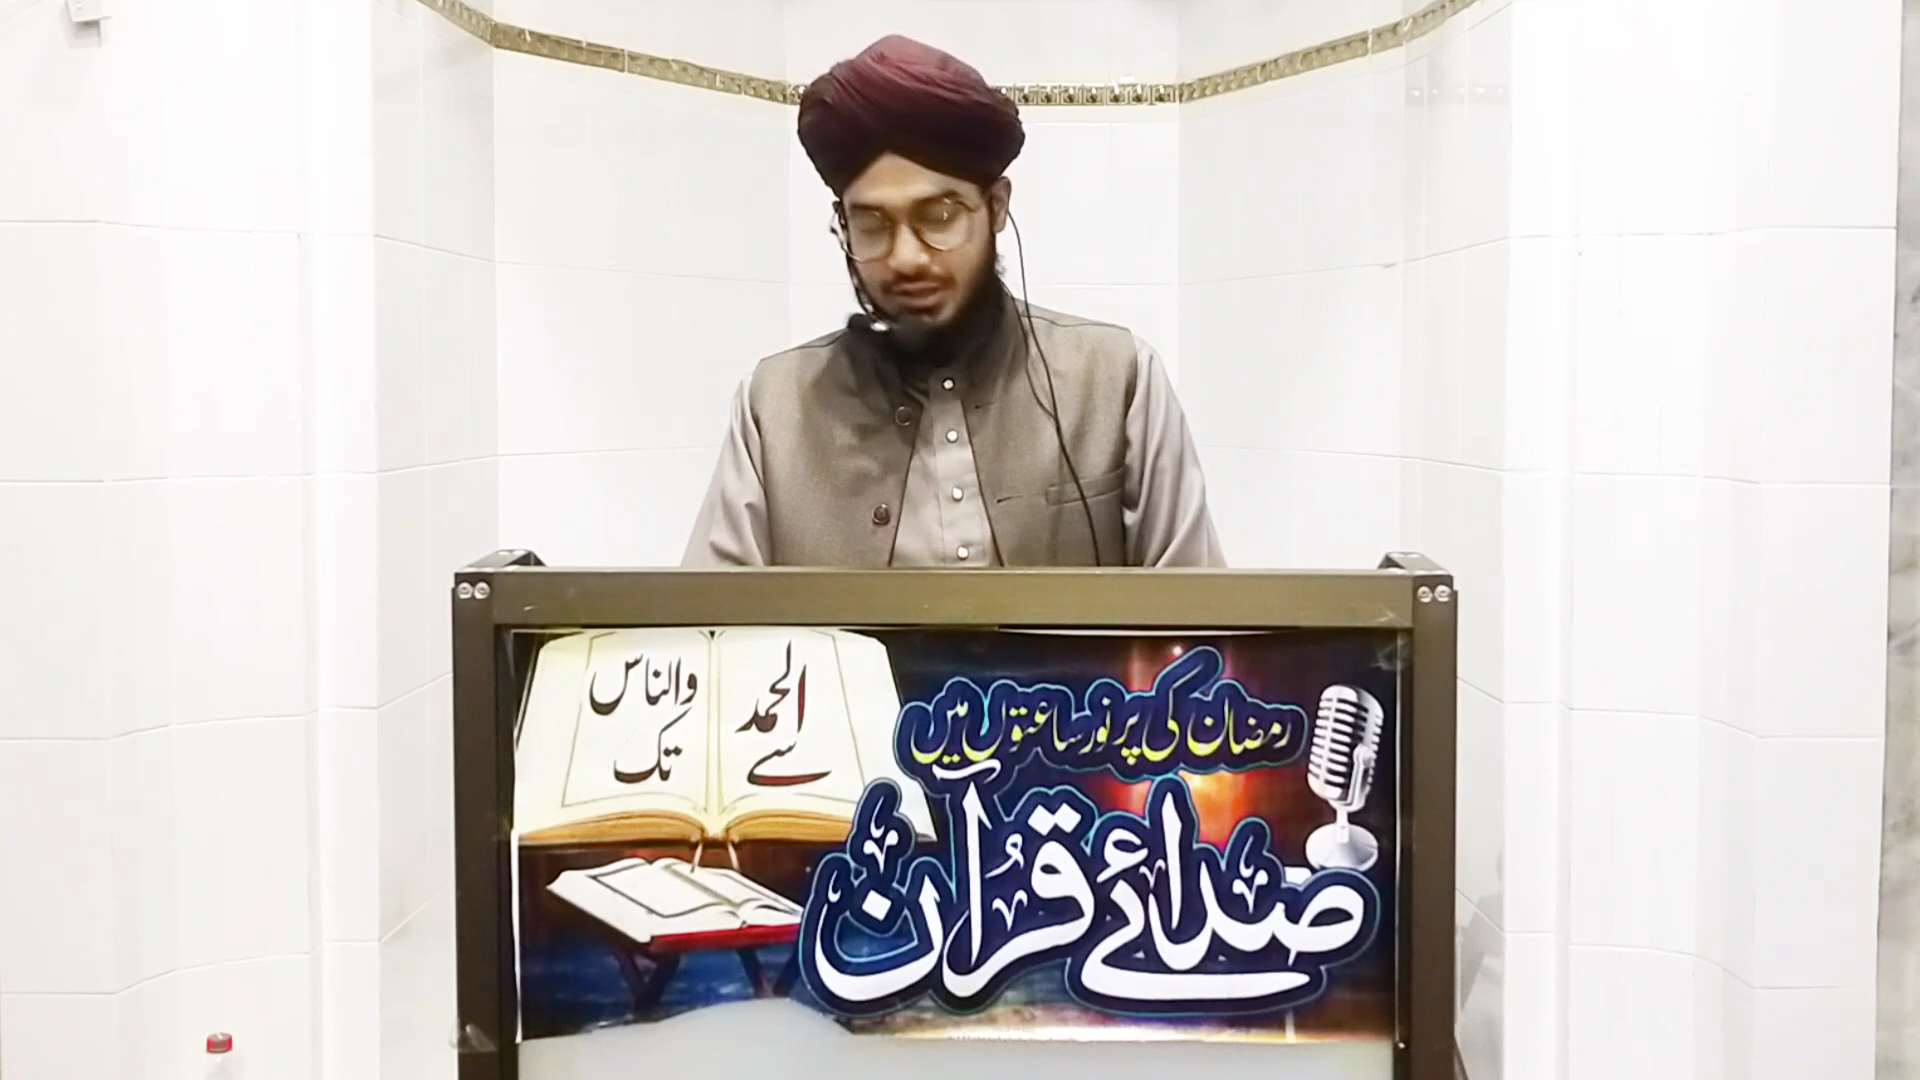 رمضان کی پرنور ساعتوں میں
صدائے قرآن
الحمد
سے
والناس
تک